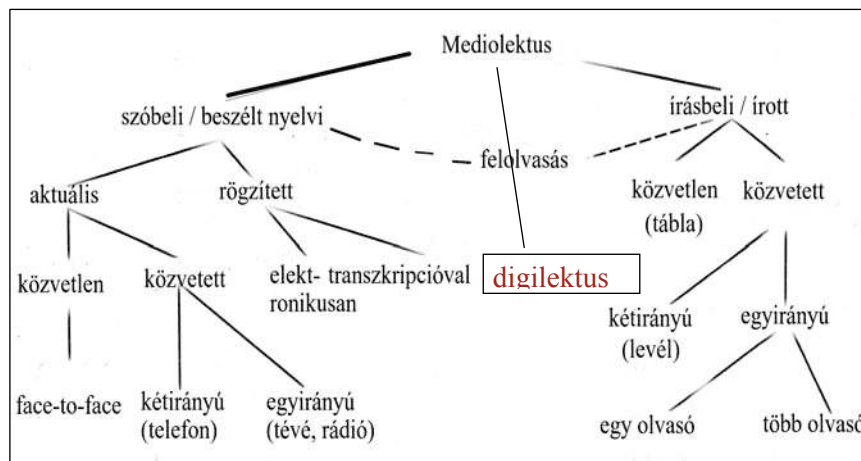 Mediolektus
szóbeli / beszélt nyelvi
írásbeli / írott
felolvasás
aktuális
rögzített
közvetlen
(tábla)
közvetett
közvetlen
közvetett
elekt-
ronikusan
transzkripcióval
digilektus
kétirányú
(levél)
egyirányú
face-to-face
kétirányú
(telefon)
egyirányú
(tévé, rádió)
egy olvasó
több olvasó